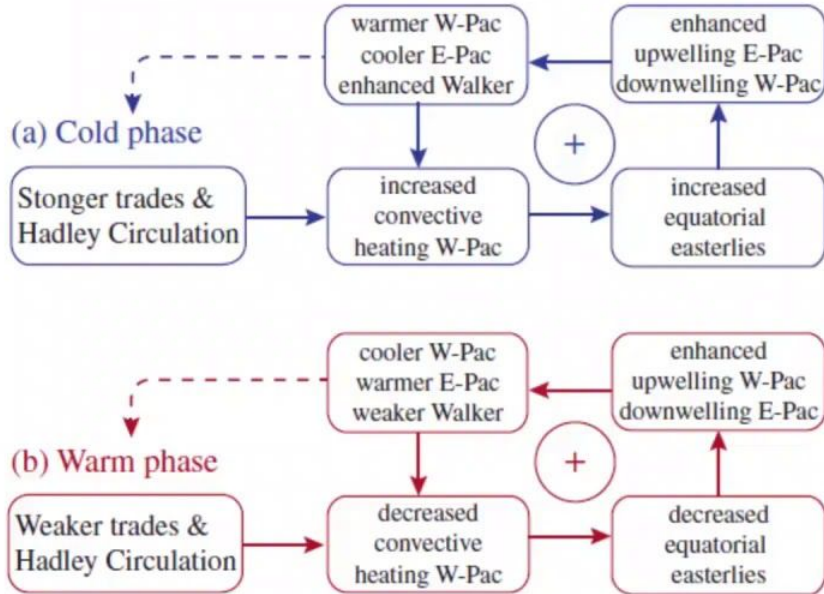 warmer W-Pac
cooler E-Pac
enhanced Walker
enhanced
upwelling E-Pac
downwelling W-Pac
(a) Cold phase
+
Stonger trades &
Hadley Circulation
increased
convective
heating W-Pac
increased
equatorial
easterlies
cooler W-Pac
warmer E-Pac
weaker Walker
enhanced
upwelling W-Pac
downwelling E-Pac
(b) Warm phase
+
Weaker trades &
Hadley Circulation
decreased
convective
heating W-Pac
decreased
equatorial
easterlies